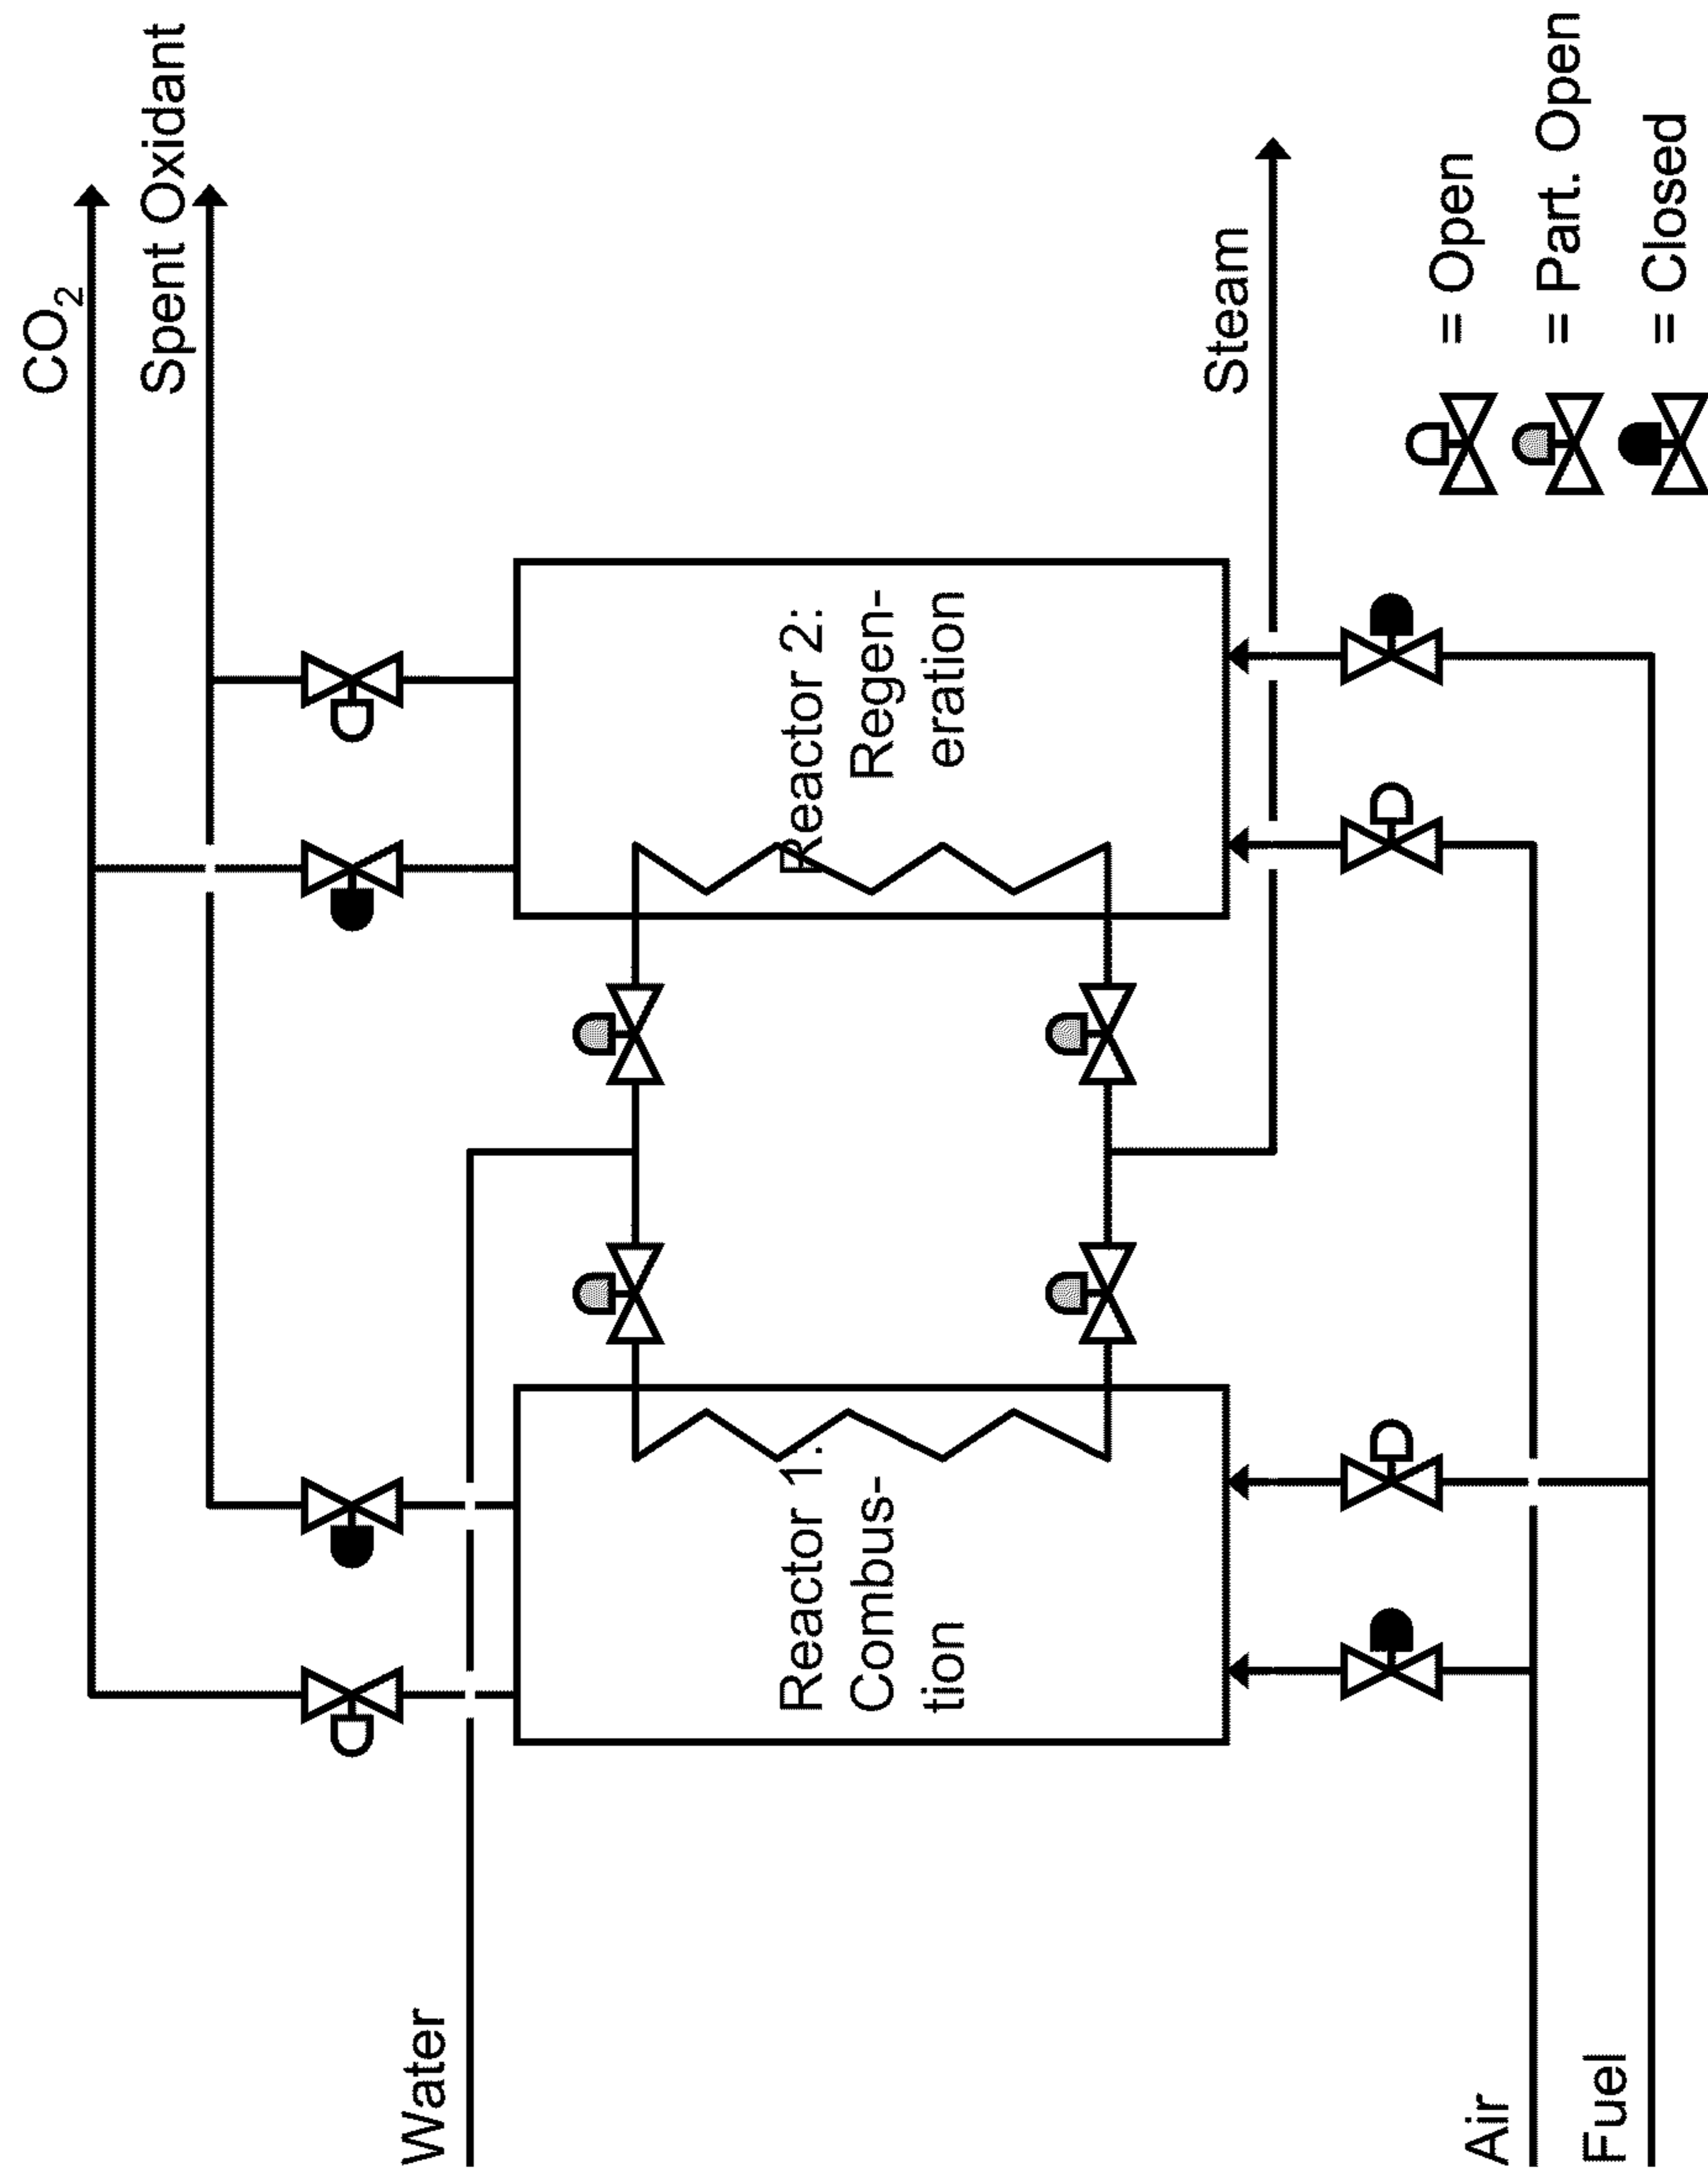 CO₂
Spent Oxidant
Water
Reactor 1:
Combus-
tion
Reactor 2:
Regen-
eration
Steam
Air
Fuel
= Open
= Part. Open
= Closed